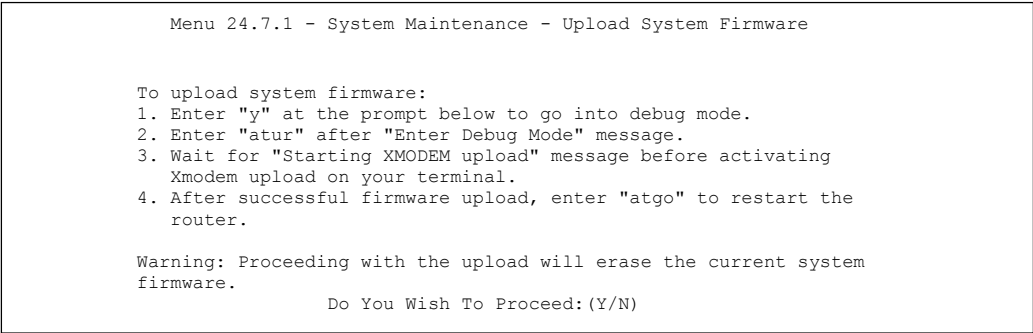 Menu 24.7.1 - System Maintenance - Upload System Firmware
To upload system firmware:
1. Enter "y" at the prompt below to go into debug mode.
2. Enter "atur" after "Enter Debug Mode" message.
3. Wait for "Starting XMODEM upload" message before activating
Xmodem upload on your terminal.
4. After successful firmware upload, enter "atgo" to restart the
router.
Warning: Proceeding with the upload will erase the current system
firmware.
Do You Wish To Proceed:(Y/N)